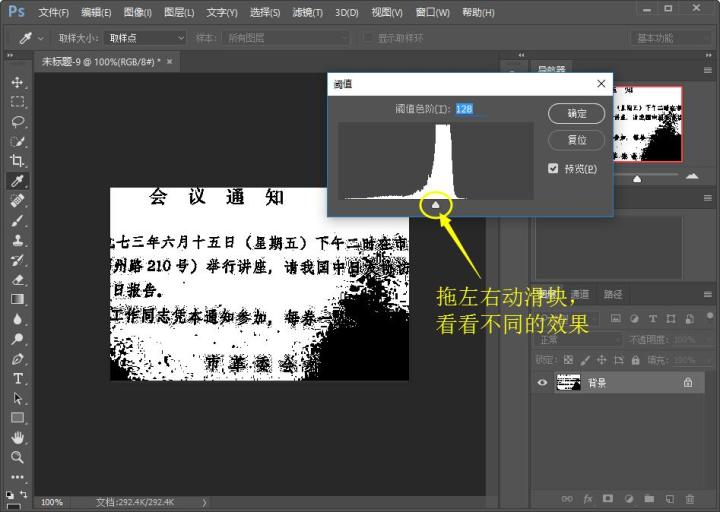 Ps 文件(F) 编辑(E) 图像(I) 图层(L) 文字(Y) 选择(S) 滤镜(T) 3D(D) 视图(V) 窗口(W) 帮助(H)
取样大小: 取样点 样本: 所有图层 显示取样环 基本功能
未标题-9 @ 100%(RGB/8#) * ×
导航器
阈值
阈值色阶(T): 128
确定
复位
预览(P)
会议通知
七三年六月十五日(星期五)下午二时在市
州路 210 号)举行讲座,请我国中
日报告。
工作同志凭本通知参加,每券一
市革委会
拖左右动滑块,
看看不同的效果
通道 路径
正常 不透明度: 100%
锁定: 填充: 100%
背景
100% 文档:292.4K/292.4K